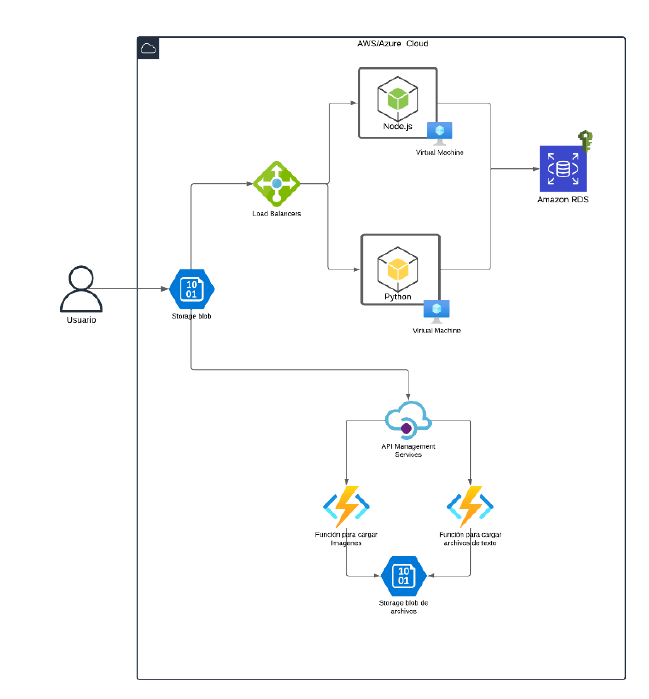 AWS/Azure Cloud
Node.js
Virtual Machine
Amazon RDS
Load Balancers
Python
Virtual Machine
Usuario
10
01
Storage blob
API Management
Services
Función para cargar
Imagenes
Función para cargar
archivos de texto
10
01
Storage blob de
archivos